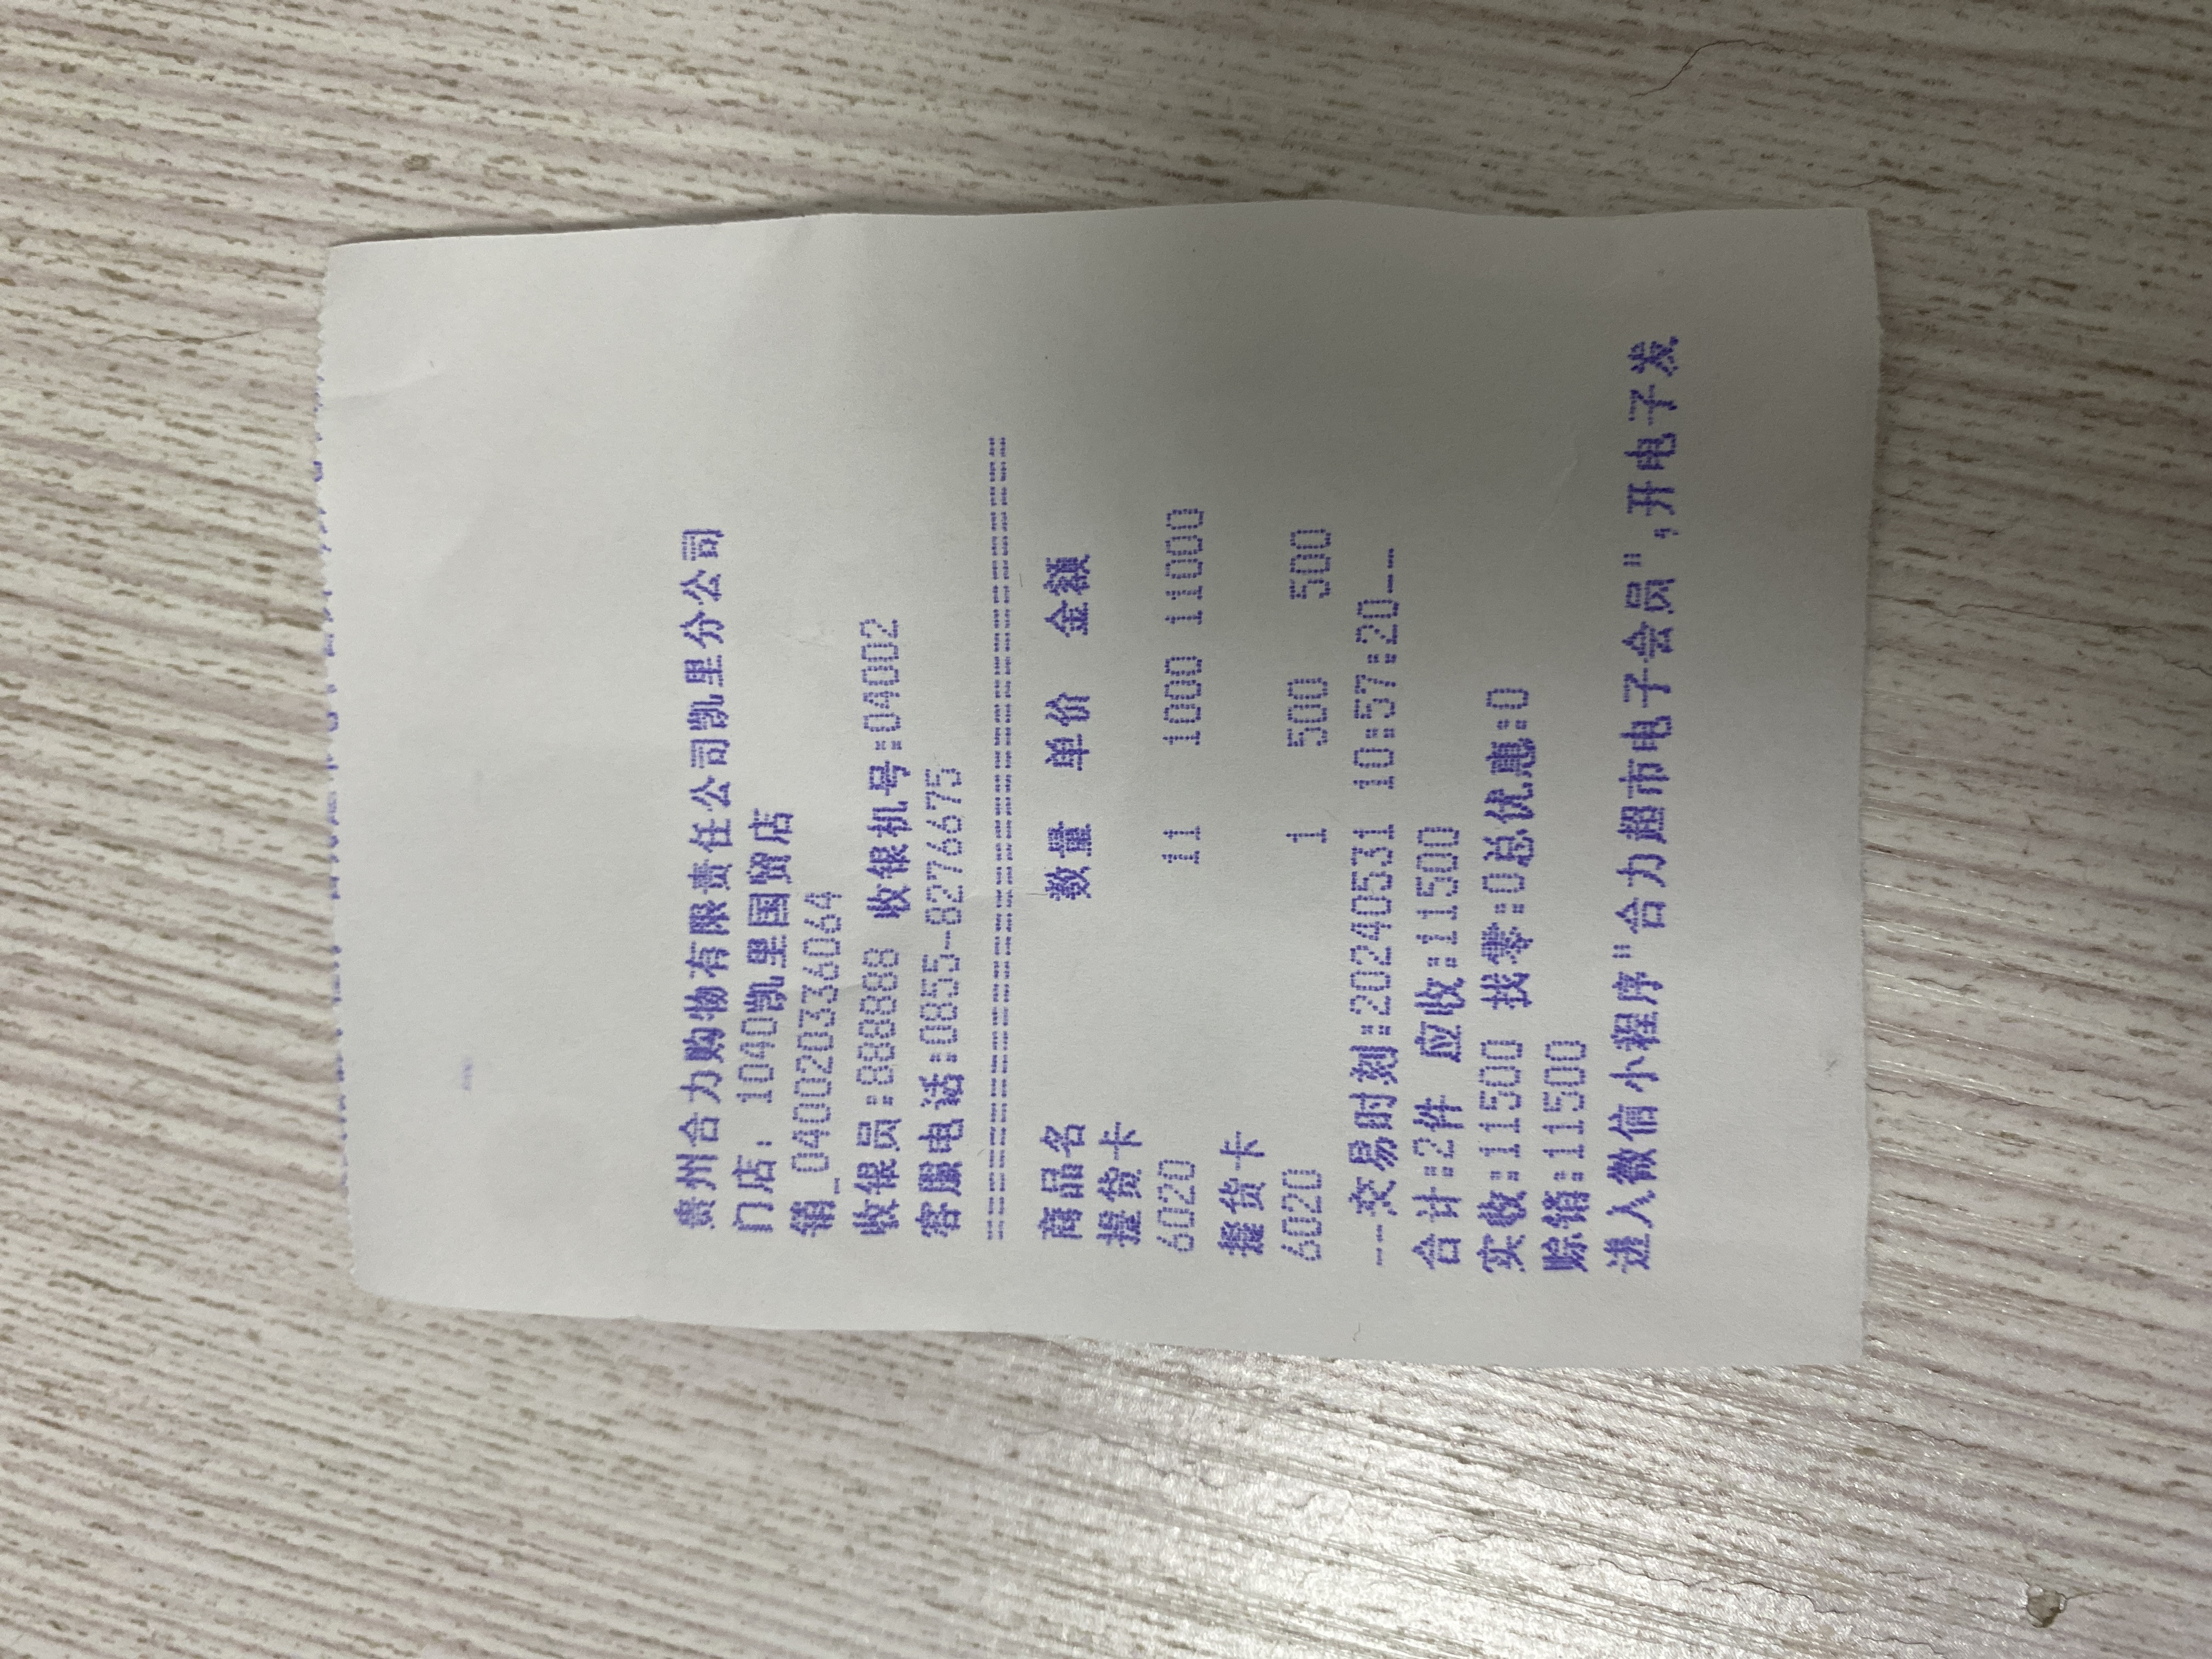 贵州合力购物有限责任公司凯里分公司
门店: 1040凯里国贸店
销_040020336064
收银员:88888 收银机号:04002
客服电话:0855-8276675
======================================
商品名 数量 单价 金额
提货卡
6020 11 1000 11000
提货卡
6020 1 500 500
--交易时刻:20240531 10:57:20--
合计:2件 应收:11500
实收:11500 找零:0总优惠:0
赊销:11500
进入微信小程序"合力超市电子会员",开电子发